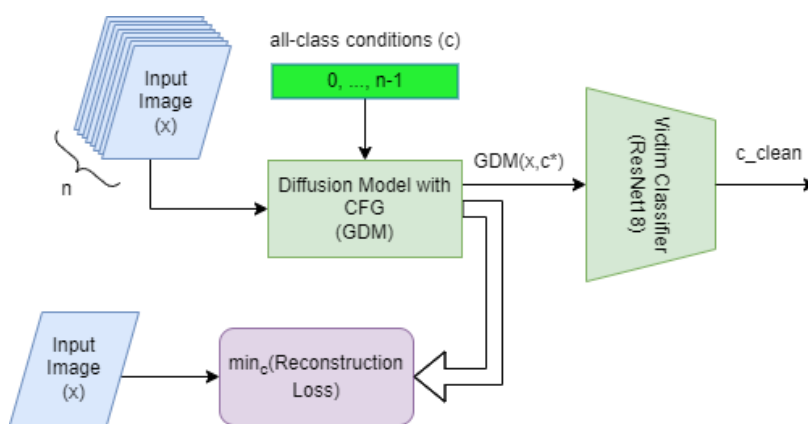 all-class conditions (c)
0, ..., n-1
Input
Image
(x)
n
Diffusion Model with
CFG
(GDM)
GDM(x,c*)
Victim Classifier
(ResNet18)
c_clean
Input
Image
(x)
min_c(Reconstruction
Loss)